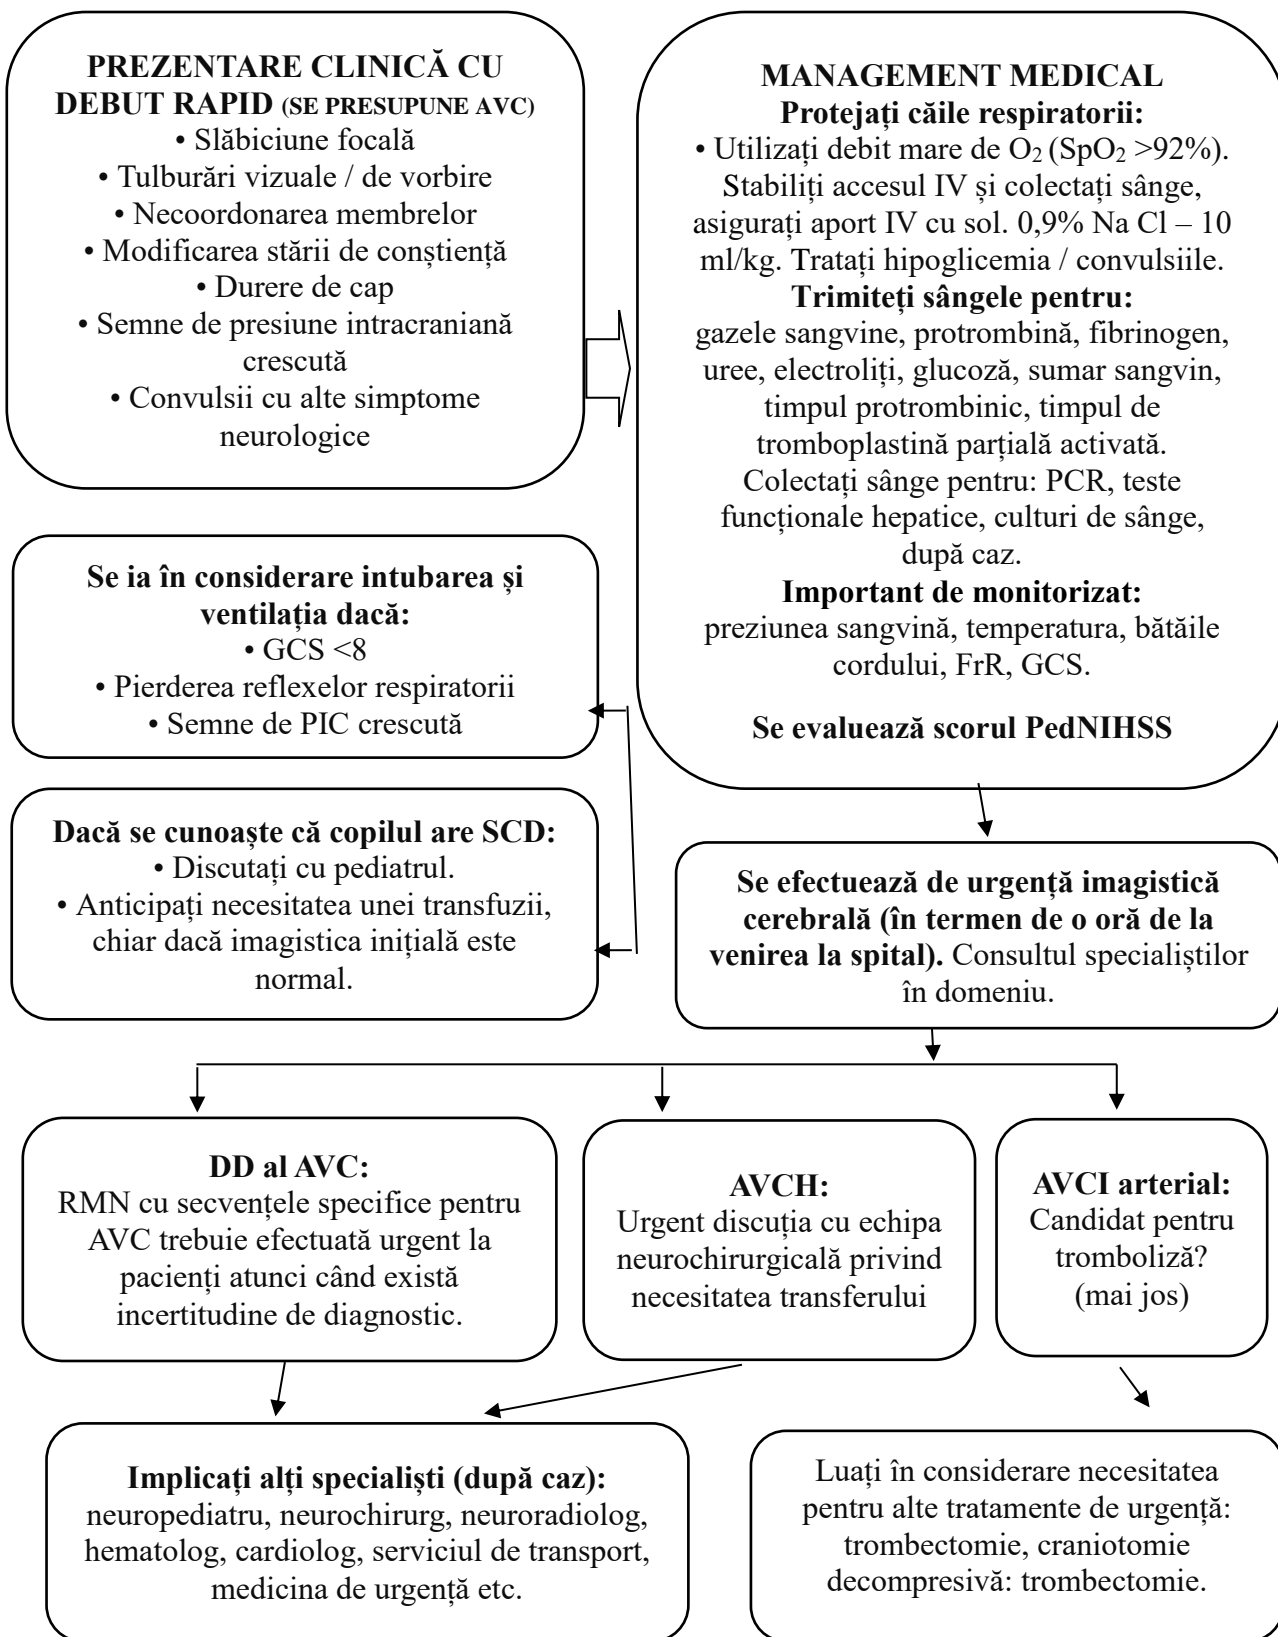 PREZENTARE CLINICĂ CU
DEBUT RAPID (SE PRESUPUNE AVC)
• Slăbiciune focală
• Tulburări vizuale / de vorbire
• Necoordonarea membrelor
• Modificarea stării de conștiență
• Durere de cap
• Semne de presiune intracraniană
crescută
• Convulsii cu alte simptome
neurologice
MANAGEMENT MEDICAL
Protejați căile respiratorii:
• Utilizați debit mare de O₂ (SpO₂ >92%).
Stabiliți accesul IV și colectați sânge,
asigurați aport IV cu sol. 0,9% Na Cl – 10
ml/kg. Tratați hipoglicemia / convulsiile.
Trimiteți sângele pentru:
gazele sangvine, protrombină, fibrinogen,
uree, electroliți, glucoză, sumar sangvin,
timpul protrombinic, timpul de
tromboplastină parțială activată.
Colectați sânge pentru: PCR, teste
funcționale hepatice, culturi de sânge,
după caz.
Important de monitorizat:
preziunea sangvină, temperatura, bătăile
cordului, FrR, GCS.
Se evaluează scorul PedNIHSS
Se ia în considerare intubarea și
ventilația dacă:
• GCS <8
• Pierderea reflexelor respiratorii
• Semne de PIC crescută
Dacă se cunoaște că copilul are SCD:
• Discutați cu pediatrul.
• Anticipați necesitatea unei transfuzii,
chiar dacă imagistica inițială este
normal.
Se efectuează de urgență imagistică
cerebrală (în termen de o oră de la
venirea la spital). Consultul specialiștilor
în domeniu.
DD al AVC:
RMN cu secvențele specifice pentru
AVC trebuie efectuată urgent la
pacienți atunci când există
incertitudine de diagnostic.
AVCH:
Urgent discuția cu echipa
neurochirurgicală privind
necesitatea transferului
AVCI arterial:
Candidat pentru
tromboliză?
(mai jos)
Implicați alți specialiști (după caz):
neuropediatru, neurochirurg, neuroradiolog,
hematolog, cardiolog, serviciul de transport,
medicina de urgență etc.
Luați în considerare necesitatea
pentru alte tratamente de urgență:
trombectomie, craniotomie
decompresivă: trombectomie.